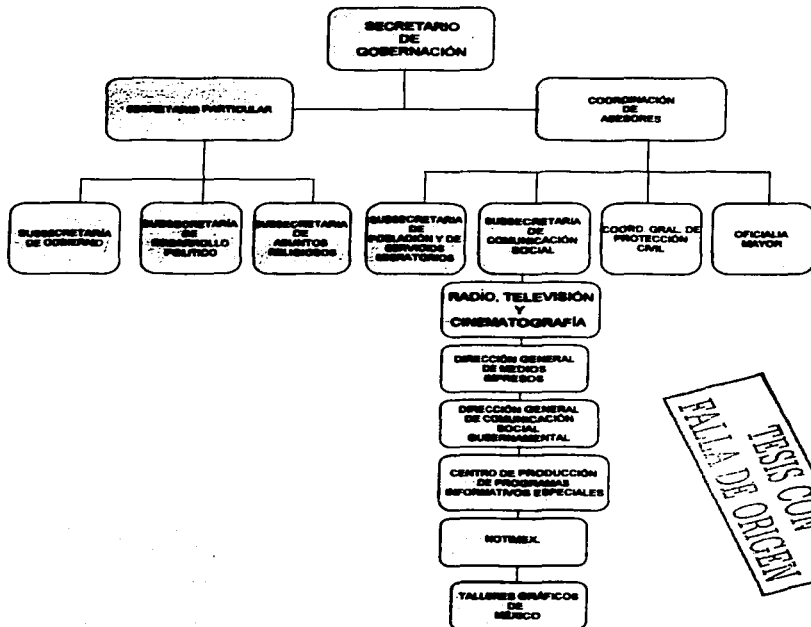 SECRETARIO
DE
GOBERNACIÓN
SECRETARIO PARTICULAR
COORDINACIÓN
DE
ASESORES
SUBSECRETARÍA
DE GOBIERNO
SUBSECRETARÍA
DE
DESARROLLO
POLITICO
SUBSECRETARIA
DE
ASUNTOS
RELIGIOSOS
SUBSECRETARIA
DE
POBLACIÓN Y DE
SERVICIOS
MIGRATORIOS
SUBSECRETARIA
DE
COMUNICACIÓN
SOCIAL
COORD. GRAL. DE
PROTECCIÓN
CIVIL
OFICIALIA
MAYOR
RADIO, TELEVISIÓN
Y
CINEMATOGRAFÍA
DIRECCIÓN GENERAL
DE MEDIOS
IMPRESOS
DIRECCIÓN GENERAL
DE COMUNICACIÓN
SOCIAL
GUBERNAMENTAL
CENTRO DE PRODUCCIÓN
DE PROGRAMAS
INFORMATIVOS ESPECIALES
NOTIMEX.
TALLERES GRÁFICOS
DE
MÉXICO
TESIS CON
FALLA DE ORIGEN